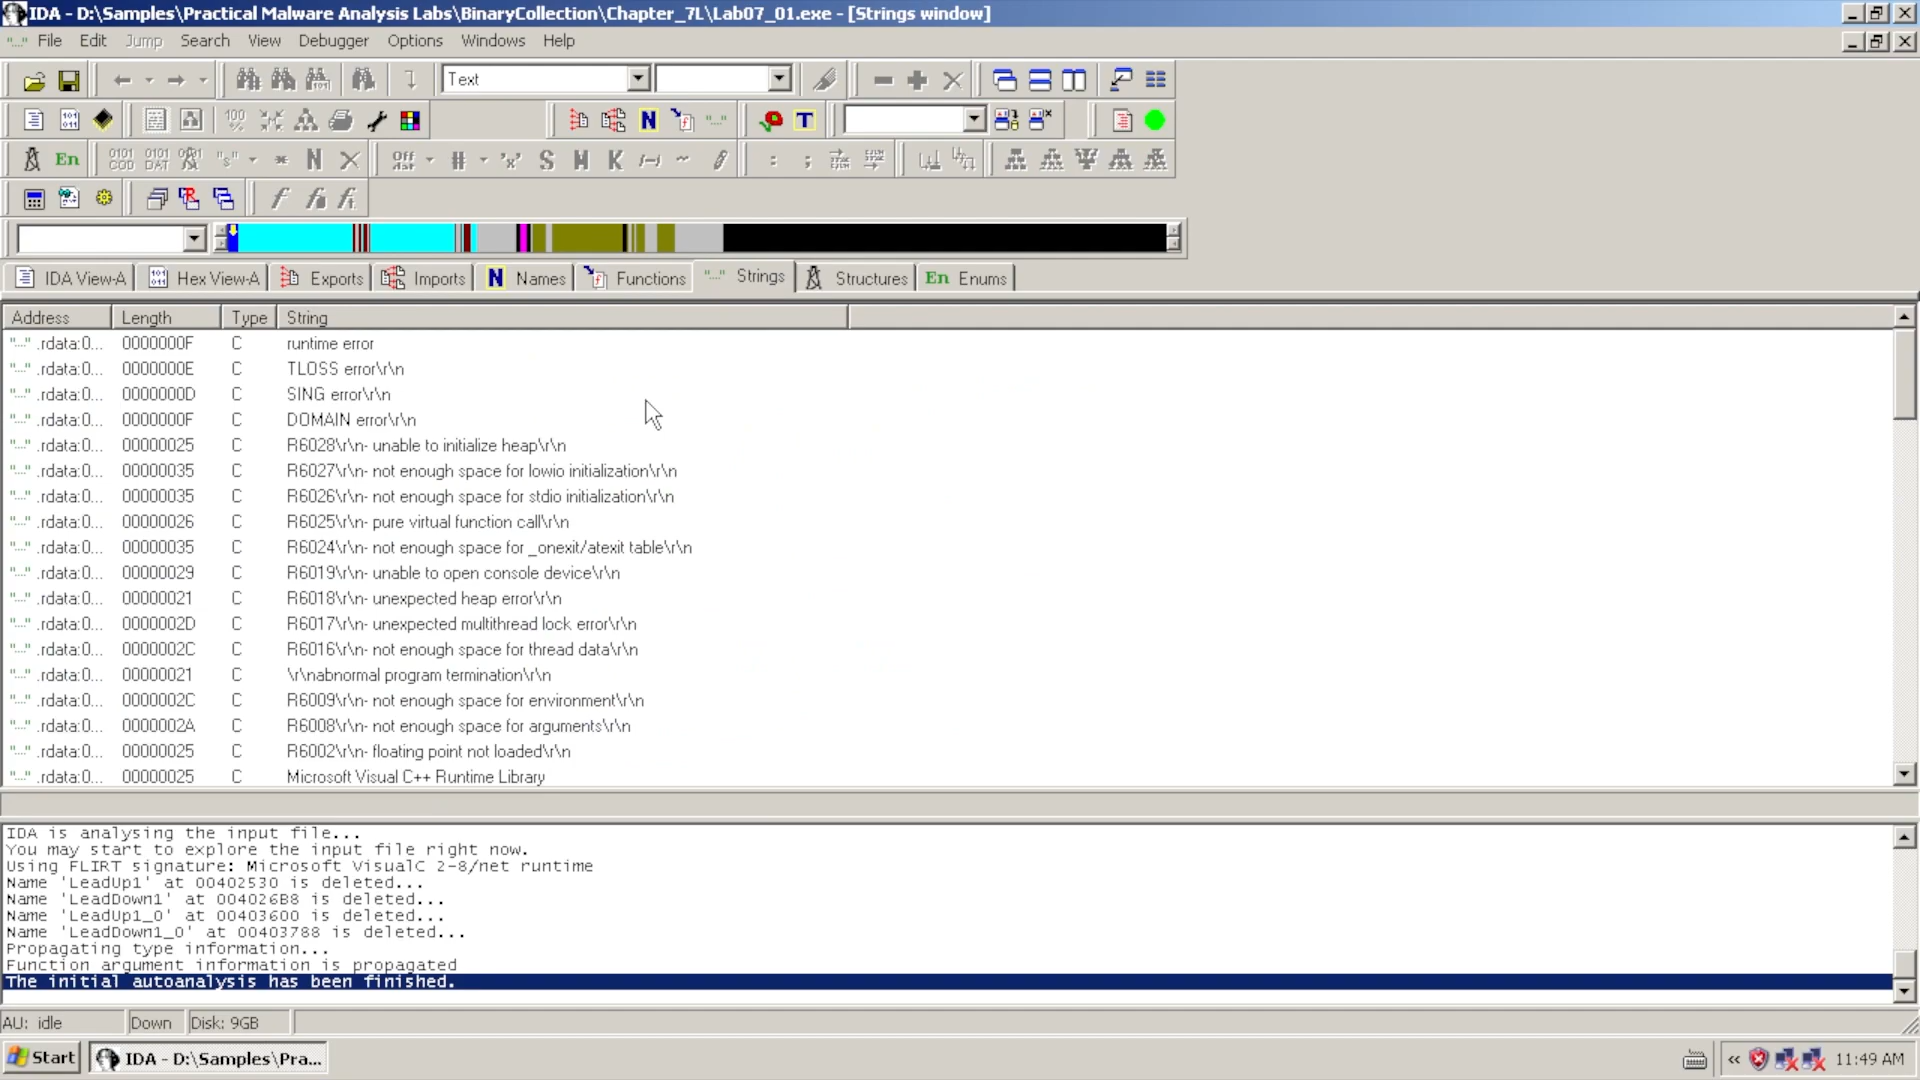 IDA - D:\Samples\Practical Malware Analysis Labs\BinaryCollection\Chapter_7L\Lab07_01.exe - [Strings window]
File Edit Jump Search View Debugger Options Windows Help
Text
En
IDA View-A Hex View-A Exports Imports N Names Functions Strings Structures En Enums
Address Length Type String
"..." .rdata:0... 0000000F C runtime error
"..." .rdata:0... 0000000E C TLOSS error\r\n
"..." .rdata:0... 0000000D C SING error\r\n
"..." .rdata:0... 0000000F C DOMAIN error\r\n
"..." .rdata:0... 00000025 C R6028\r\n- unable to initialize heap\r\n
"..." .rdata:0... 00000035 C R6027\r\n- not enough space for lowio initialization\r\n
"..." .rdata:0... 00000035 C R6026\r\n- not enough space for stdio initialization\r\n
"..." .rdata:0... 00000026 C R6025\r\n- pure virtual function call\r\n
"..." .rdata:0... 00000035 C R6024\r\n- not enough space for _onexit/atexit table\r\n
"..." .rdata:0... 00000029 C R6019\r\n- unable to open console device\r\n
"..." .rdata:0... 00000021 C R6018\r\n- unexpected heap error\r\n
"..." .rdata:0... 0000002D C R6017\r\n- unexpected multithread lock error\r\n
"..." .rdata:0... 0000002C C R6016\r\n- not enough space for thread data\r\n
"..." .rdata:0... 00000021 C \r\nabnormal program termination\r\n
"..." .rdata:0... 0000002C C R6009\r\n- not enough space for environment\r\n
"..." .rdata:0... 0000002A C R6008\r\n- not enough space for arguments\r\n
"..." .rdata:0... 00000025 C R6002\r\n- floating point not loaded\r\n
"..." .rdata:0... 00000025 C Microsoft Visual C++ Runtime Library
IDA is analysing the input file...
You may start to explore the input file right now.
Using FLIRT signature: Microsoft VisualC 2-8/net runtime
Name 'LeadUp1' at 00402530 is deleted...
Name 'LeadDown1' at 004026B8 is deleted...
Name 'LeadUp1_0' at 00403600 is deleted...
Name 'LeadDown1_0' at 00403788 is deleted...
Propagating type information...
Function argument information is propagated
The initial autoanalysis has been finished.
AU: idle Down Disk: 9GB
Start IDA - D:\Samples\Pra... « 11:49 AM